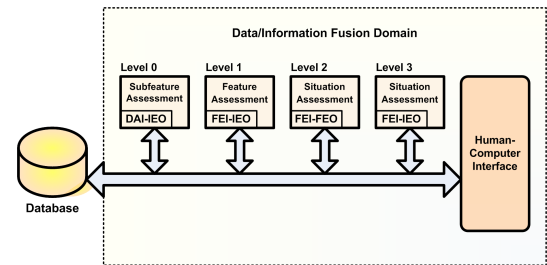 Data/Information Fusion Domain
Level 0
Level 1
Level 2
Level 3
Subfeature
Assessment
DAI-IEO
Feature
Assessment
FEI-IEO
Situation
Assessment
FEI-FEO
Situation
Assessment
FEI-IEO
Human-
Computer
Interface
Database